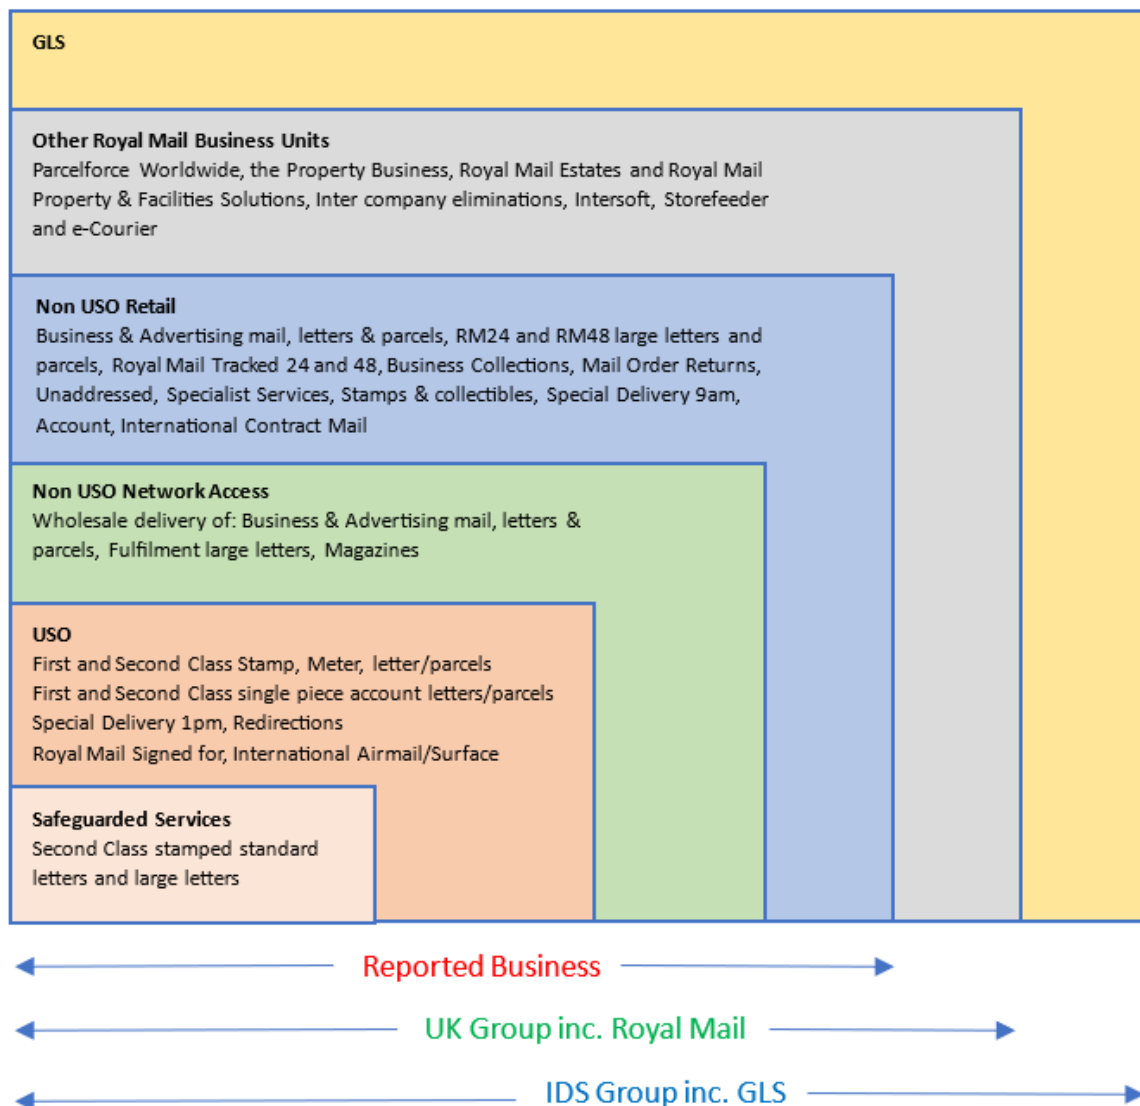 GLS
Other Royal Mail Business Units
Parcelforce Worldwide, the Property Business, Royal Mail Estates and Royal Mail
Property & Facilities Solutions, Inter company eliminations, Intersoft, Storefeeder
and e-Courier
Non USO Retail
Business & Advertising mail, letters & parcels, RM24 and RM48 large letters and
parcels, Royal Mail Tracked 24 and 48, Business Collections, Mail Order Returns,
Unaddressed, Specialist Services, Stamps & collectibles, Special Delivery 9am,
Account, International Contract Mail
Non USO Network Access
Wholesale delivery of: Business & Advertising mail, letters &
parcels, Fulfilment large letters, Magazines
USO
First and Second Class Stamp, Meter, letter/parcels
First and Second Class single piece account letters/parcels
Special Delivery 1pm, Redirections
Royal Mail Signed for, International Airmail/Surface
Safeguarded Services
Second Class stamped standard
letters and large letters
Reported Business
UK Group inc. Royal Mail
IDS Group inc. GLS